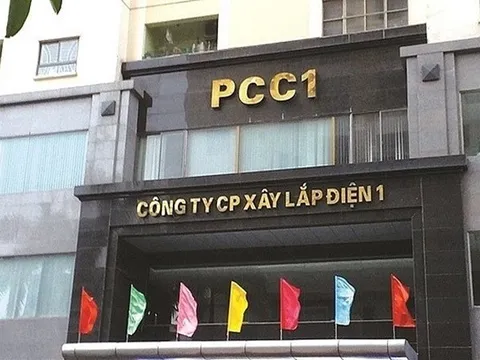 PCC1
CÔNG TY CP XÂY LẮP ĐIỆN 1